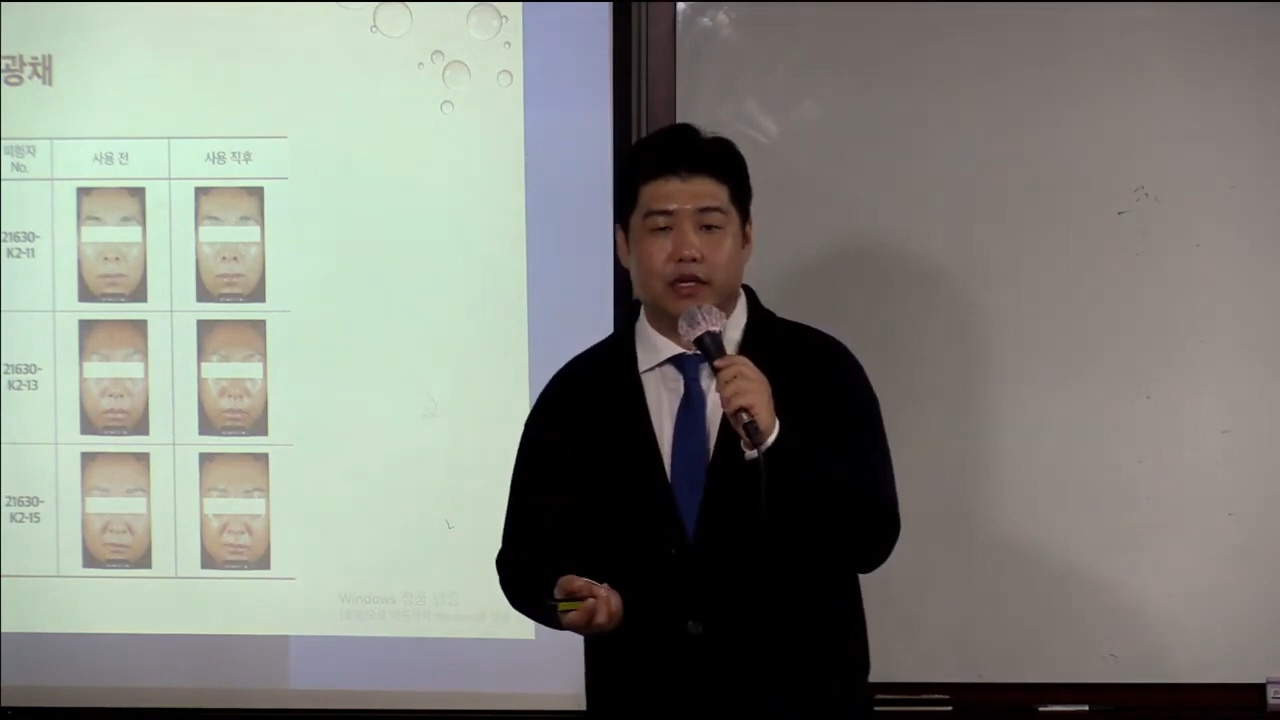 광채
피험자
No.
사용 전
사용 직후
21630-
K2-11
21630-
K2-13
21630-
K2-15
Windows 정품 인증